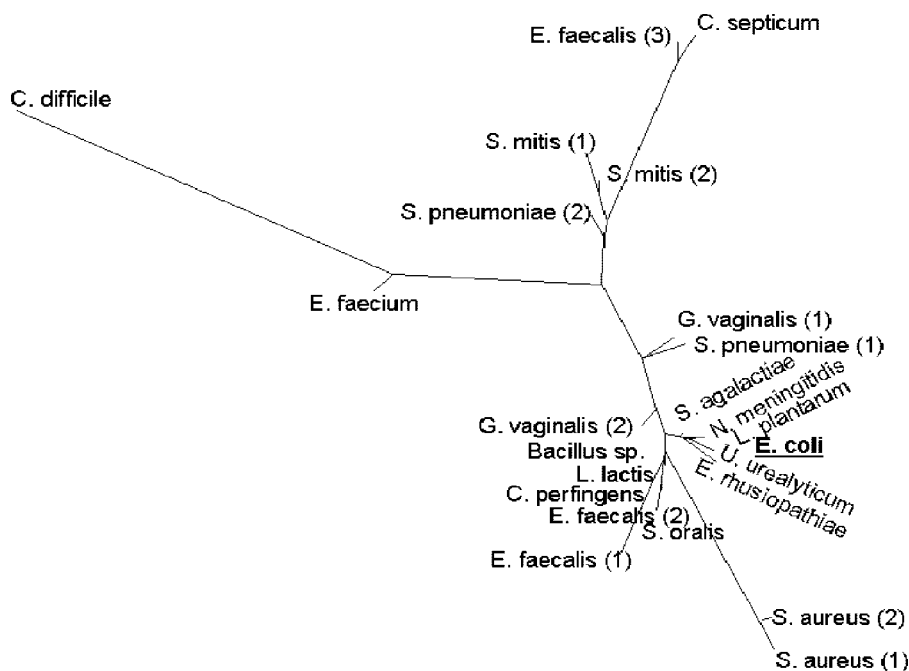 C. septicum
E. faecalis (3)
C. difficile
S. mitis (1)
S. mitis (2)
S. pneumoniae (2)
E. faecium
G. vaginalis (1)
S. pneumoniae (1)
S. agalactiae
N. meningitidis
L. plantarum
G. vaginalis (2)
E. coli
Bacillus sp.
U. urealyticum
L. lactis
E. rhusiopathiae
C. perfingens
E. faecalis (2)
S. oralis
E. faecalis (1)
S. aureus (2)
S. aureus (1)